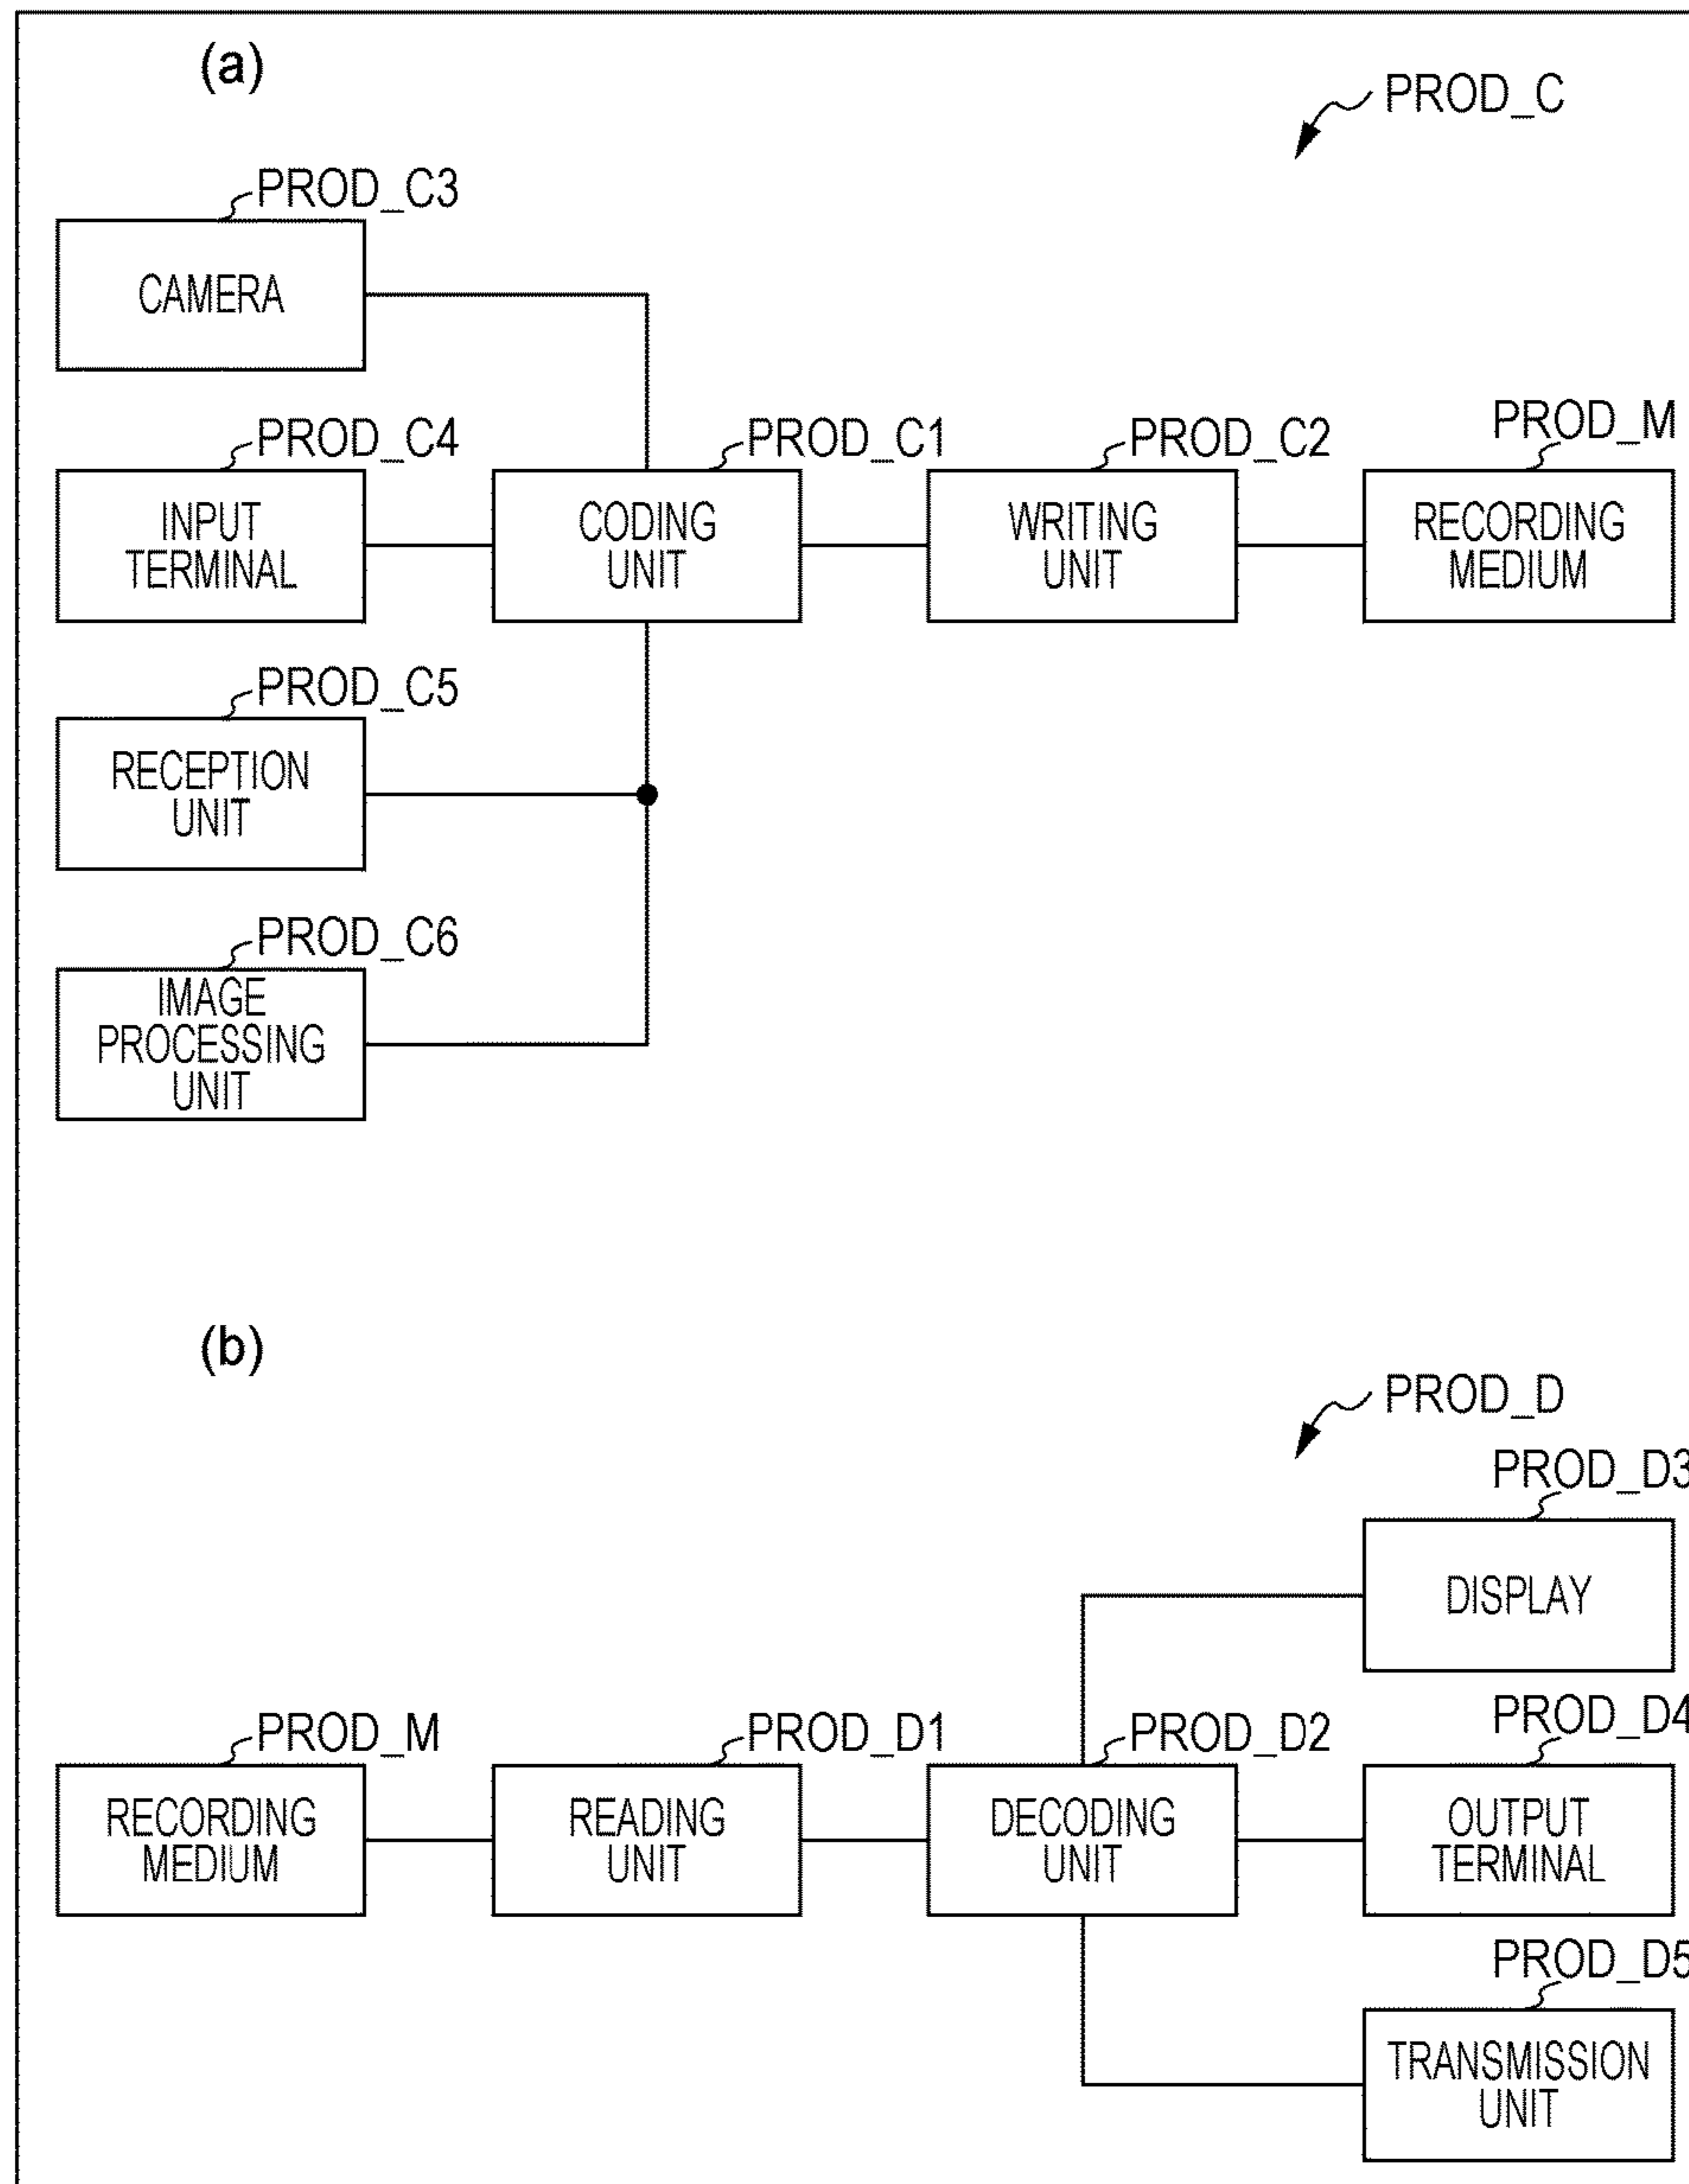 (a)
PROD_C
PROD_C3
CAMERA
PROD_C4
INPUT
TERMINAL
PROD_C1
CODING
UNIT
PROD_C2
WRITING
UNIT
PROD_M
RECORDING
MEDIUM
PROD_C5
RECEPTION
UNIT
PROD_C6
IMAGE
PROCESSING
UNIT
(b)
PROD_D
PROD_D3
DISPLAY
PROD_M
RECORDING
MEDIUM
PROD_D1
READING
UNIT
PROD_D2
DECODING
UNIT
PROD_D4
OUTPUT
TERMINAL
PROD_D5
TRANSMISSION
UNIT